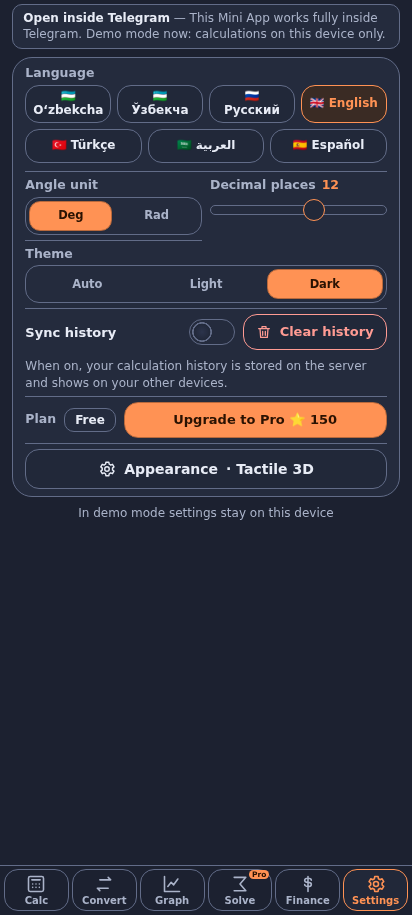 Open inside Telegram — This Mini App works fully inside
Telegram. Demo mode now: calculations on this device only.
Language
Oʻzbekcha
Ўзбекча
Русский
English
Türkçe
العربية
Español
Angle unit
Decimal places 12
Deg
Rad
Theme
Auto
Light
Dark
Sync history
Clear history
When on, your calculation history is stored on the server
and shows on your other devices.
Plan
Free
Upgrade to Pro ⭐ 150
Appearance · Tactile 3D
In demo mode settings stay on this device
Pro
Calc
Convert
Graph
Solve
Finance
Settings